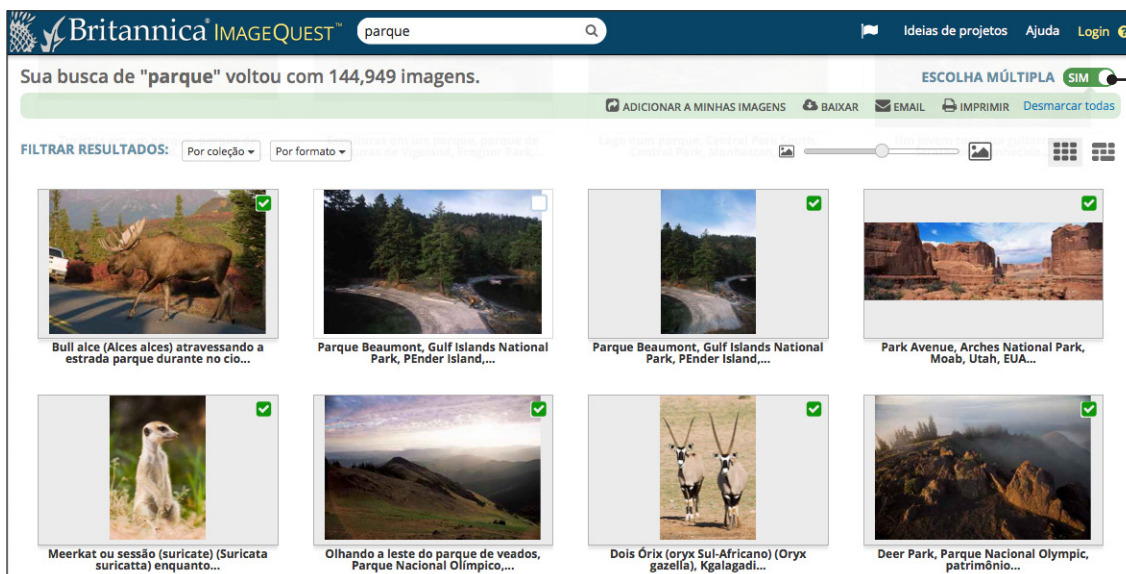 Britannica® IMAGEQUEST™
parque
Ideias de projetos
Ajuda
Login
Sua busca de "parque" voltou com 144,949 imagens.
ESCOLHA MÚLTIPLA
SIM
ADICIONAR A MINHAS IMAGENS
BAIXAR
EMAIL
IMPRIMIR
Desmarcar todas
FILTRAR RESULTADOS:
Por coleção
Por formato
Bull alce (Alces alces) atravessando a
estrada parque durante no cio...
Parque Beaumont, Gulf Islands National
Park, PEnder Island,...
Parque Beaumont, Gulf Islands National
Park, PEnder Island,...
Park Avenue, Arches National Park,
Moab, Utah, EUA...
Meerkat ou sessão (suricate) (Suricata
suricatta) enquanto...
Olhando a leste do parque de veados,
Parque Nacional Olímpico,...
Dois Órix (oryx Sul-Africano) (Oryx
gazella), Kgalagadi...
Deer Park, Parque Nacional Olympic,
patrimônio...